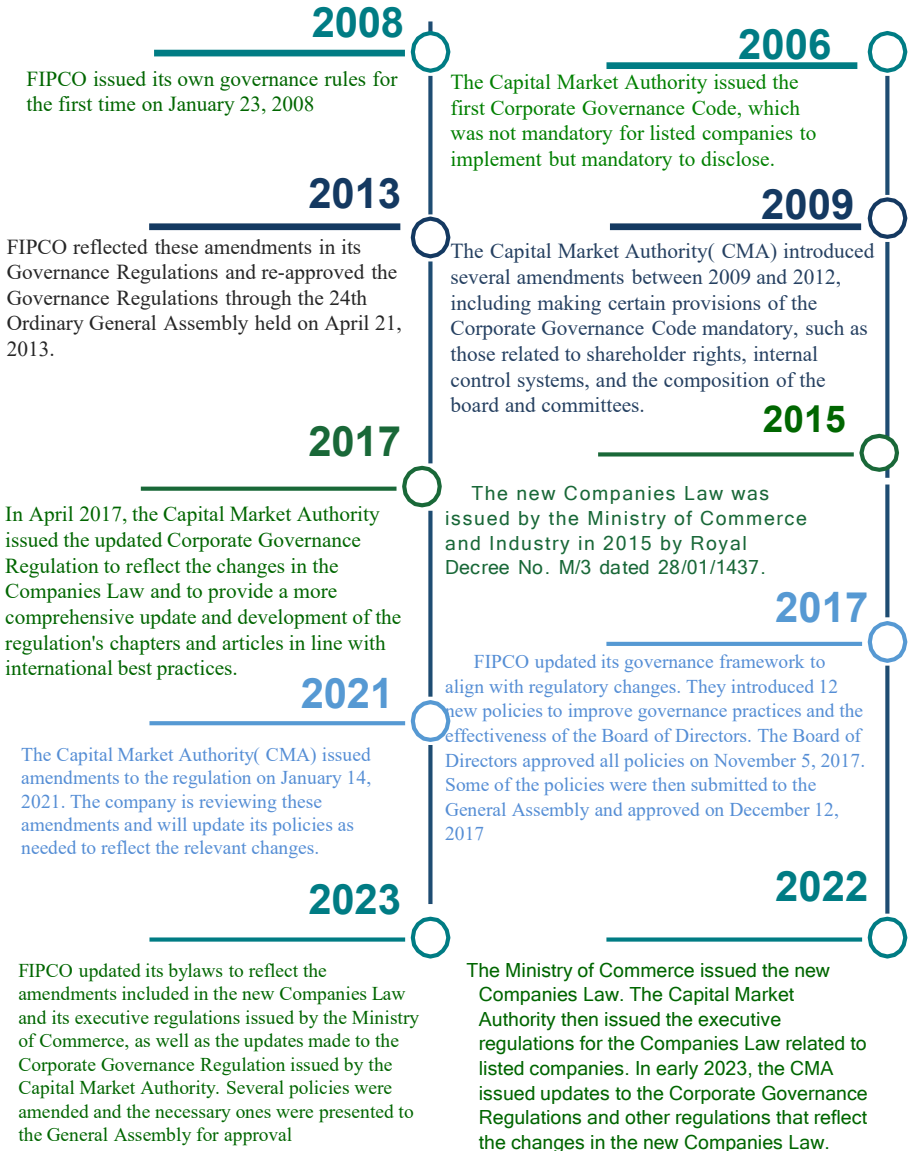 2006
The Capital Market Authority issued the
first Corporate Governance Code, which
was not mandatory for listed companies to
implement but mandatory to disclose.
2008
FIPCO issued its own governance rules for
the first time on January 23, 2008
2009
The Capital Market Authority( CMA) introduced
several amendments between 2009 and 2012,
including making certain provisions of the
Corporate Governance Code mandatory, such as
those related to shareholder rights, internal
control systems, and the composition of the
board and committees.
2013
FIPCO reflected these amendments in its
Governance Regulations and re-approved the
Governance Regulations through the 24th
Ordinary General Assembly held on April 21,
2013.
2015
The new Companies Law was
issued by the Ministry of Commerce
and Industry in 2015 by Royal
Decree No. M/3 dated 28/01/1437.
2017
In April 2017, the Capital Market Authority
issued the updated Corporate Governance
Regulation to reflect the changes in the
Companies Law and to provide a more
comprehensive update and development of the
regulation's chapters and articles in line with
international best practices.
2017
FIPCO updated its governance framework to
align with regulatory changes. They introduced 12
new policies to improve governance practices and the
effectiveness of the Board of Directors. The Board of
Directors approved all policies on November 5, 2017.
Some of the policies were then submitted to the
General Assembly and approved on December 12,
2017
2021
The Capital Market Authority( CMA) issued
amendments to the regulation on January 14,
2021. The company is reviewing these
amendments and will update its policies as
needed to reflect the relevant changes.
2022
The Ministry of Commerce issued the new
Companies Law. The Capital Market
Authority then issued the executive
regulations for the Companies Law related to
listed companies. In early 2023, the CMA
issued updates to the Corporate Governance
Regulations and other regulations that reflect
the changes in the new Companies Law.
2023
FIPCO updated its bylaws to reflect the
amendments included in the new Companies Law
and its executive regulations issued by the Ministry
of Commerce, as well as the updates made to the
Corporate Governance Regulation issued by the
Capital Market Authority. Several policies were
amended and the necessary ones were presented to
the General Assembly for approval